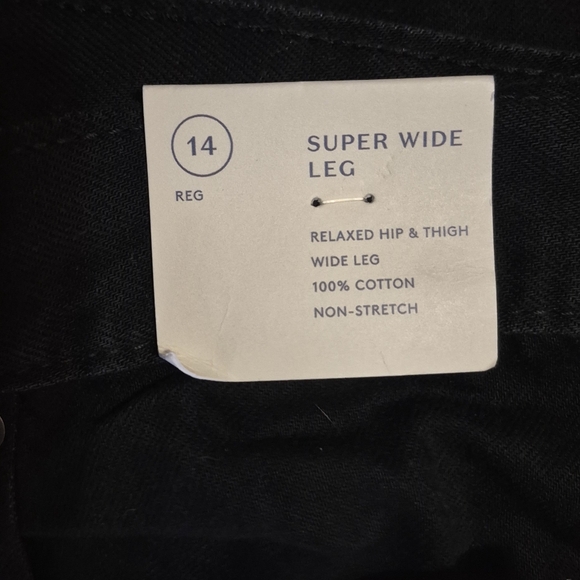 14
REG
SUPER WIDE
LEG
RELAXED HIP & THIGH
WIDE LEG
100% COTTON
NON-STRETCH